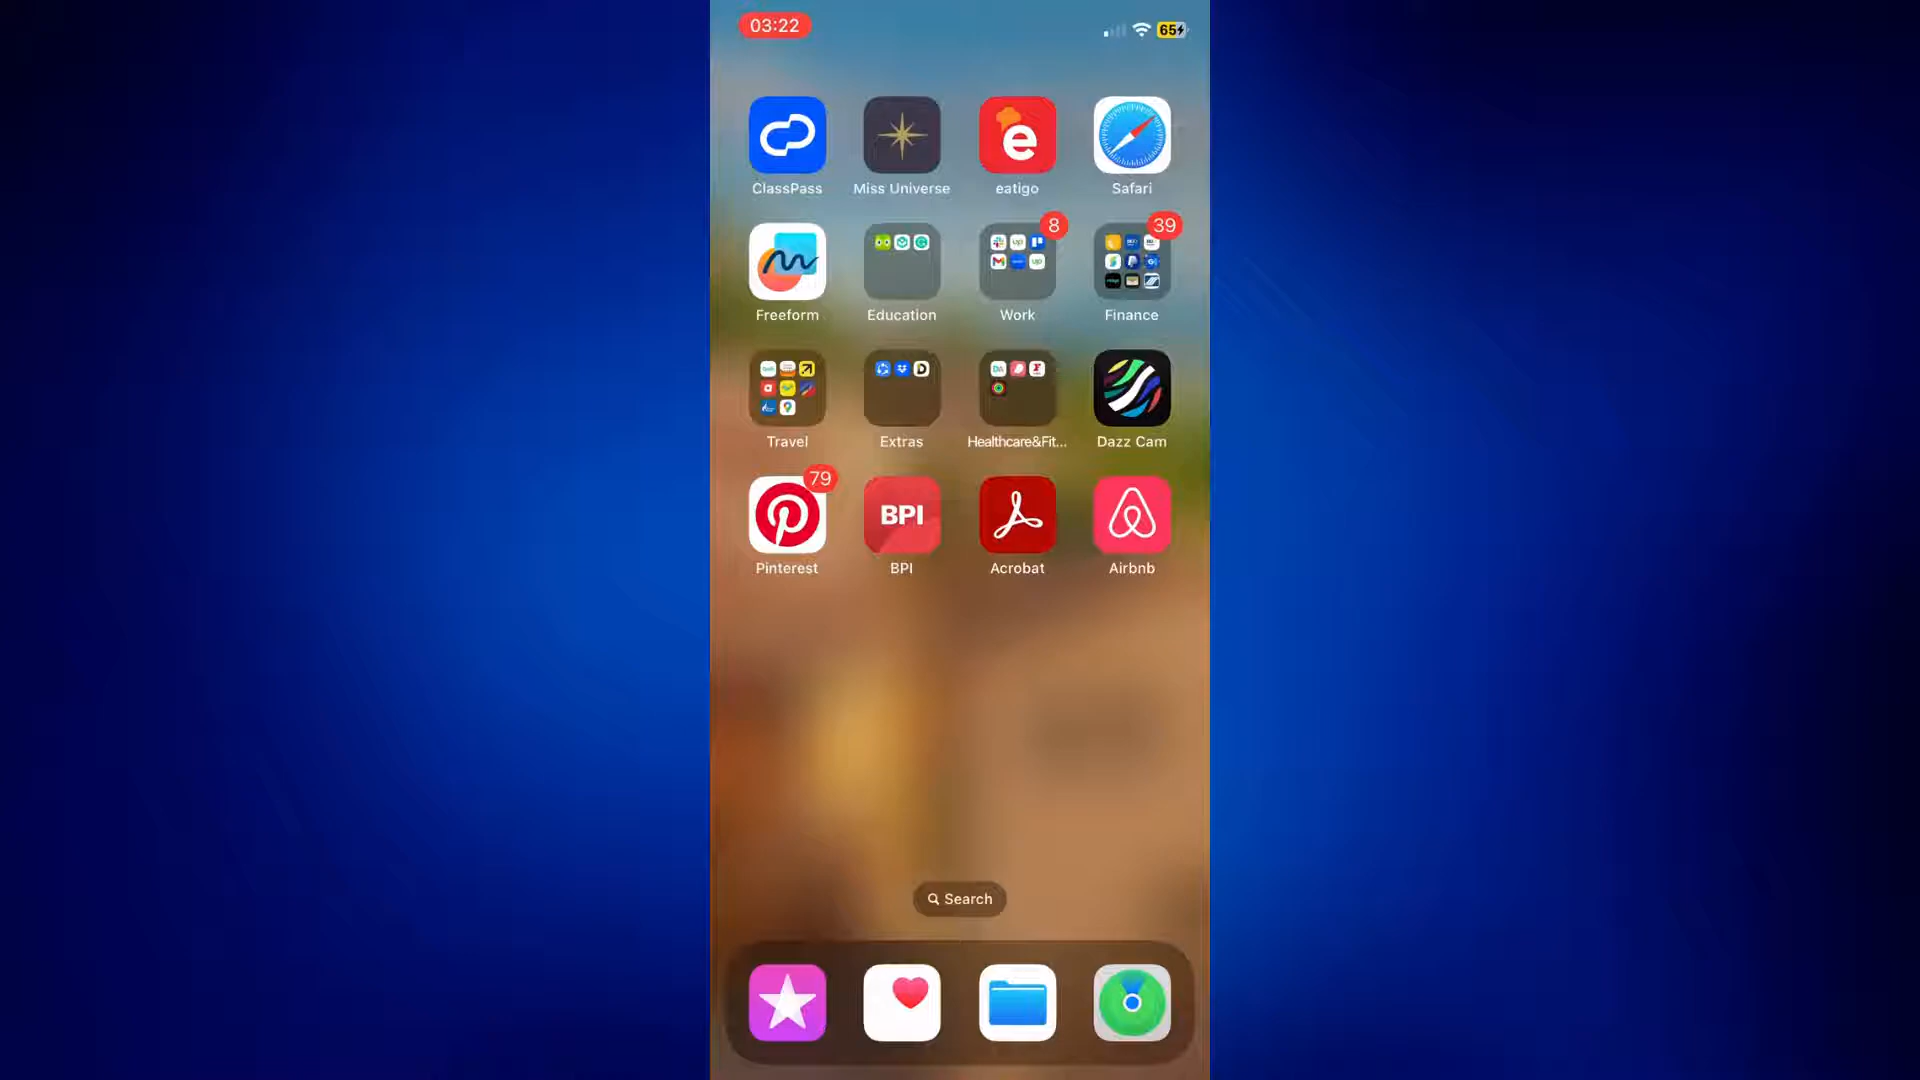 03:22
65
ClassPass
Miss Universe
e
eatigo
Safari
Freeform
Education
8
Work
39
Finance
Travel
Extras
Healthcare&Fit...
Dazz Cam
79
Pinterest
BPI
BPI
Acrobat
Airbnb
Search